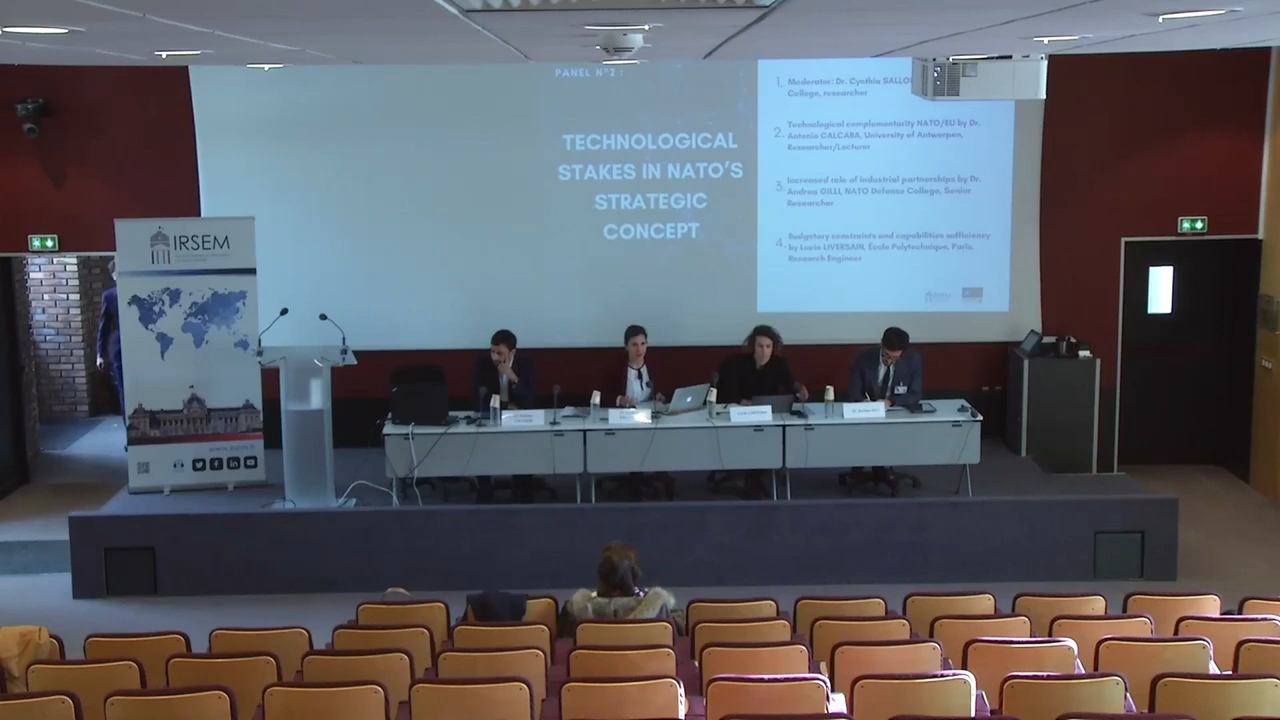 PANEL N°2 :
TECHNOLOGICAL
STAKES IN NATO'S
STRATEGIC
CONCEPT
1. Moderator: Dr. Cynthia SALLOU
College, researcher
2. Technological complementarity NATO/EU by Dr.
Antonio CALCARA, University of Antwerpen,
Researcher/Lecturer
3. Increased role of industrial partnerships by Dr.
Andrea GILLI, NATO Defense College, Senior
Researcher
4. Budgetary constraints and capabilities sufficiency
by Lucie LIVERSAIN, École Polytechnique, Paris,
Research Engineer
IRSEM